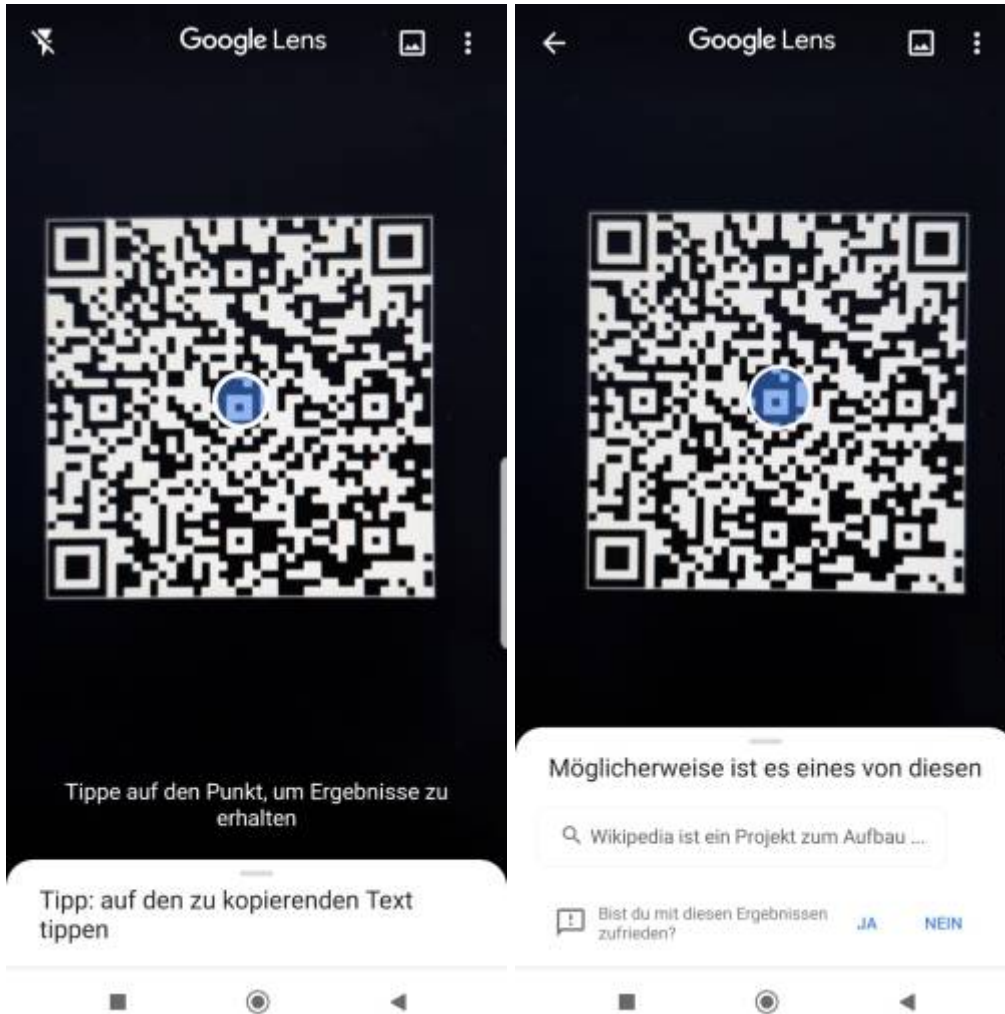 Google Lens
Tippe auf den Punkt, um Ergebnisse zu
erhalten
Tipp: auf den zu kopierenden Text
tippen
Google Lens
Möglicherweise ist es eines von diesen
Wikipedia ist ein Projekt zum Aufbau ...
Bist du mit diesen Ergebnissen
zufrieden?
JA
NEIN